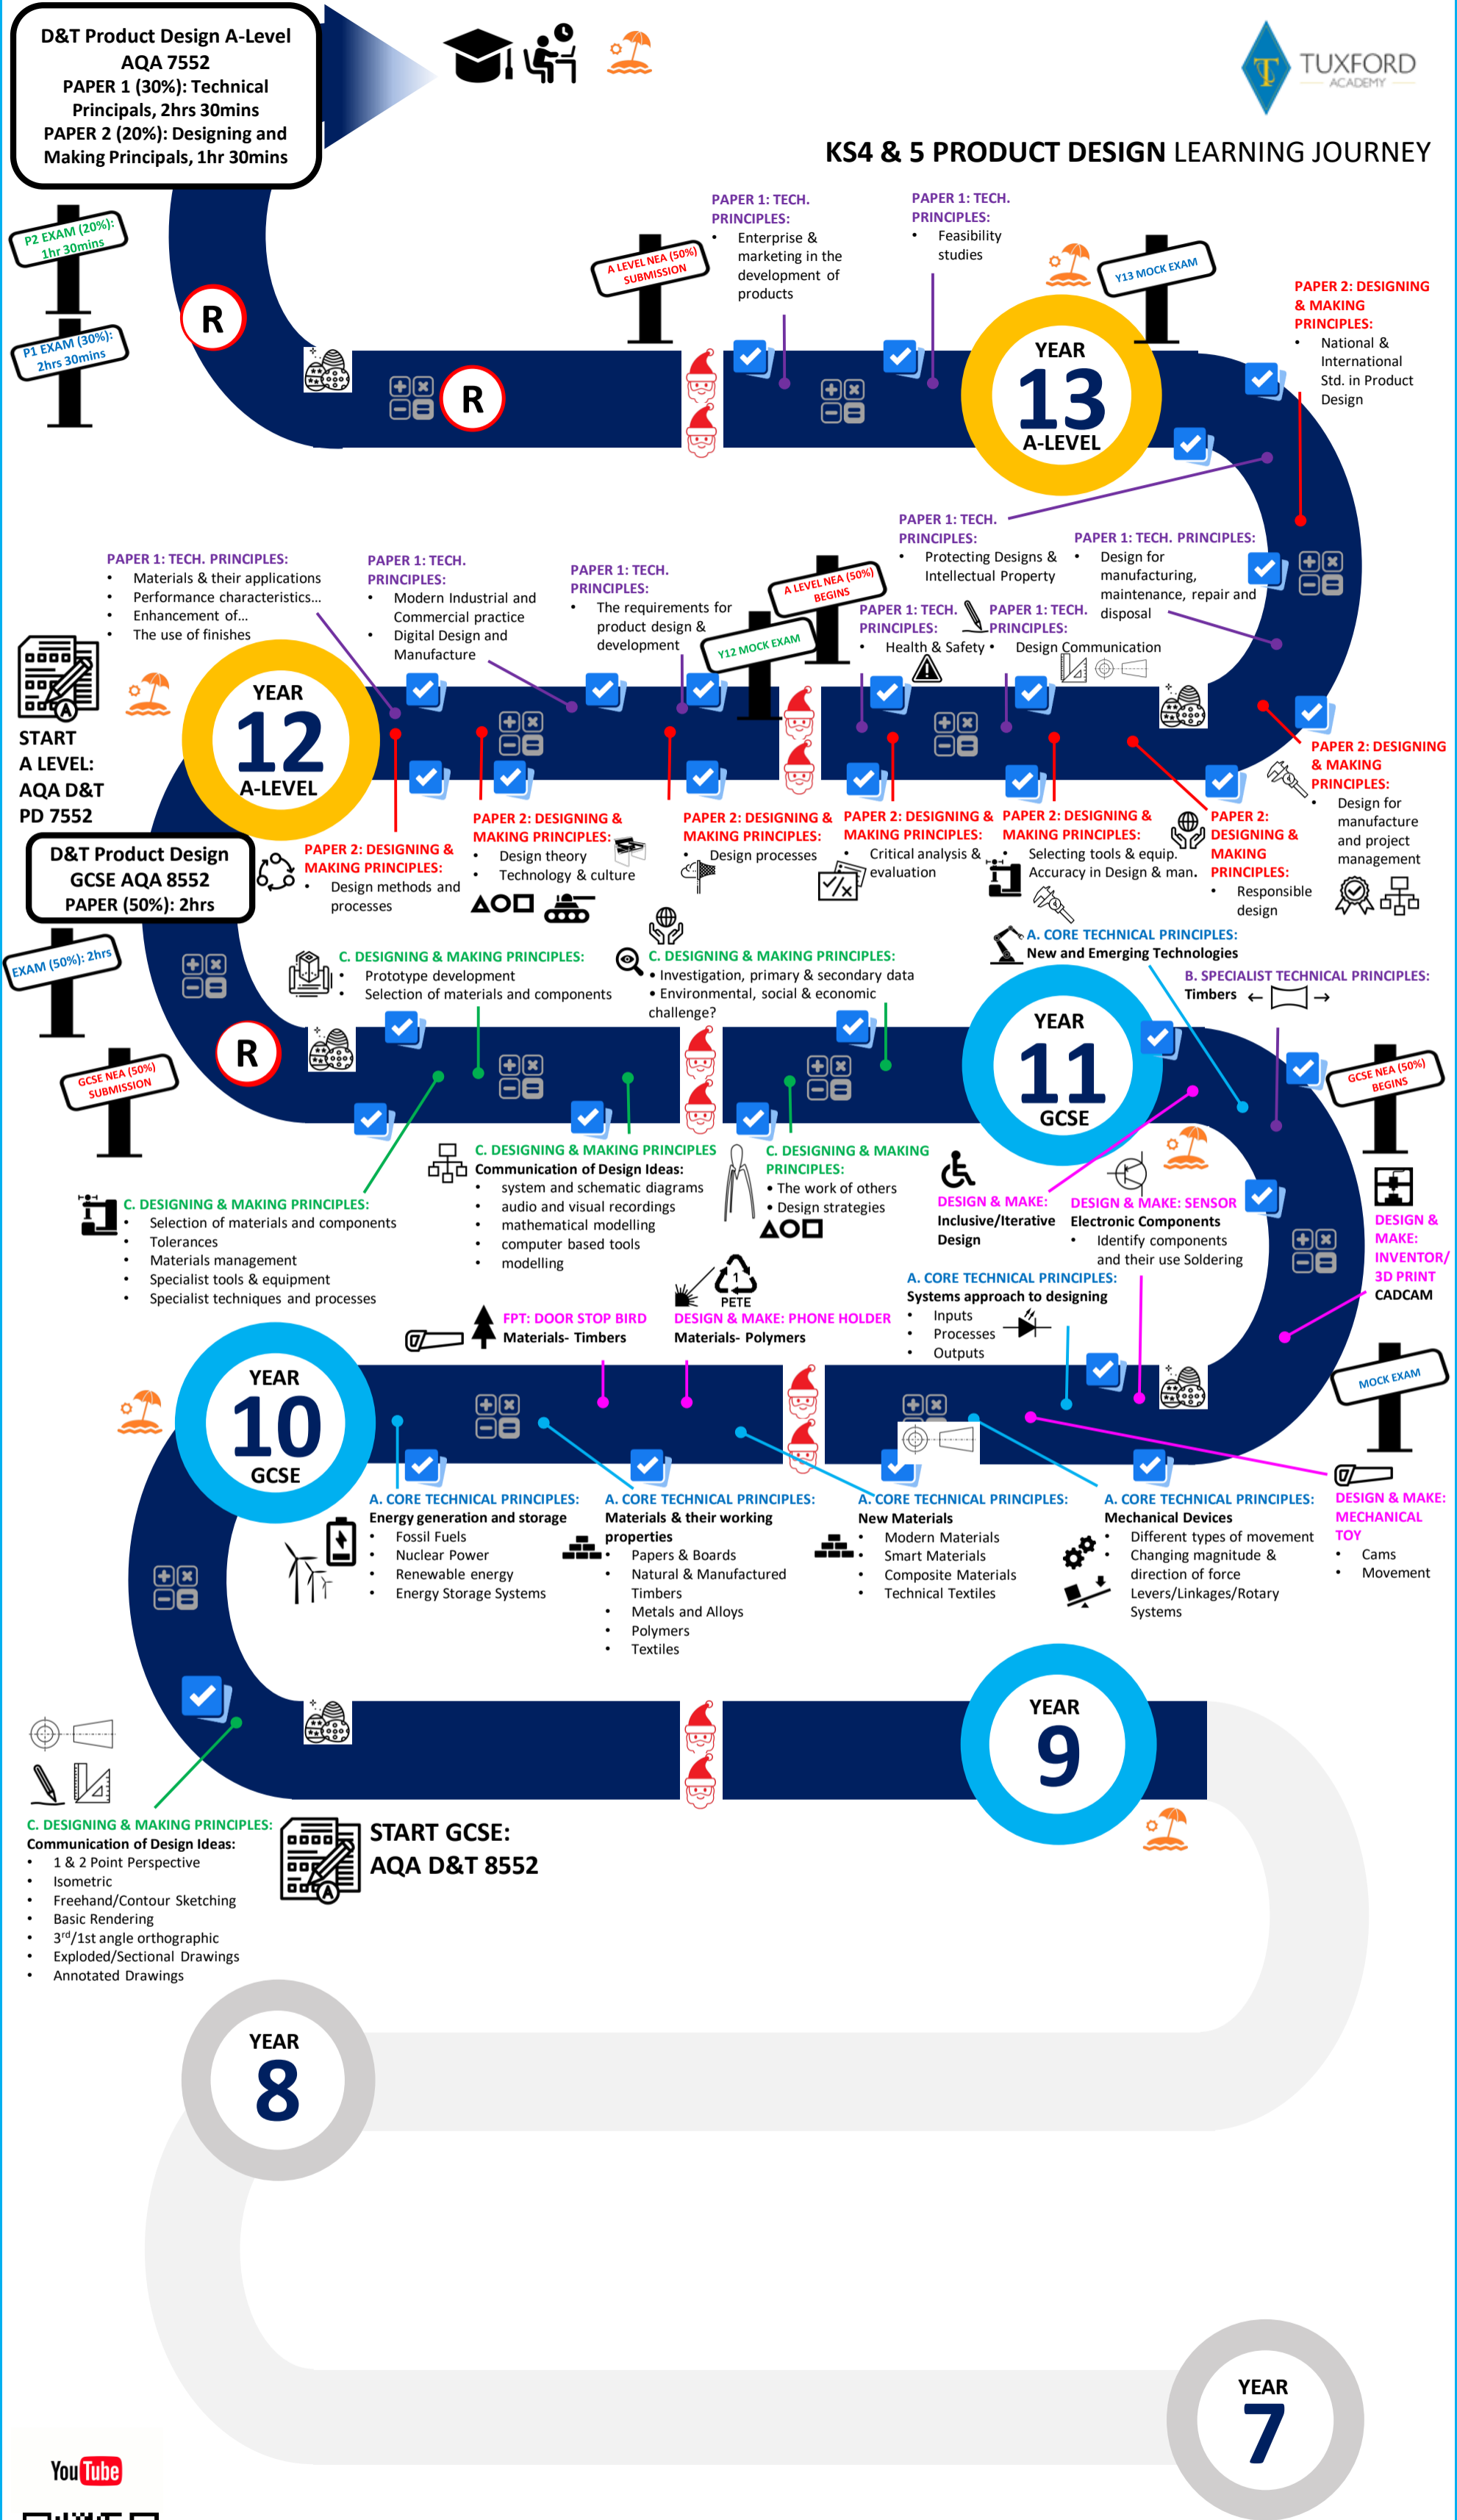 D&T Product Design A-Level
AQA 7552
PAPER 1 (30%): Technical
Principals, 2hrs 30mins
PAPER 2 (20%): Designing and
Making Principals, 1hr 30mins
TUXFORD
ACADEMY
KS4 & 5 PRODUCT DESIGN LEARNING JOURNEY
P2 EXAM (20%):
1hr 30mins
P1 EXAM (30%):
2hrs 30mins
R
R
A LEVEL NEA (50%)
SUBMISSION
PAPER 1: TECH.
PRINCIPLES:
• Enterprise &
marketing in the
development of
products
PAPER 1: TECH.
PRINCIPLES:
• Feasibility
studies
Y13 MOCK EXAM
YEAR
13
A-LEVEL
PAPER 2: DESIGNING
& MAKING
PRINCIPLES:
• National &
International
Std. in Product
Design
PAPER 1: TECH.
PRINCIPLES:
• Protecting Designs &
Intellectual Property
PAPER 1: TECH. PRINCIPLES:
• Design for
manufacturing,
maintenance, repair and
disposal
PAPER 1: TECH. PRINCIPLES:
• Materials & their applications
• Performance characteristics...
• Enhancement of...
• The use of finishes
PAPER 1: TECH.
PRINCIPLES:
• Modern Industrial and
Commercial practice
• Digital Design and
Manufacture
PAPER 1: TECH.
PRINCIPLES:
• The requirements for
product design &
development
Y12 MOCK EXAM
A LEVEL NEA (50%)
BEGINS
PAPER 1: TECH.
PRINCIPLES:
• Health & Safety
PAPER 1: TECH.
PRINCIPLES:
• Design Communication
START
A LEVEL:
AQA D&T
PD 7552
YEAR
12
A-LEVEL
PAPER 2: DESIGNING &
MAKING PRINCIPLES:
• Design methods and
processes
PAPER 2: DESIGNING &
MAKING PRINCIPLES:
• Design theory
• Technology & culture
PAPER 2: DESIGNING &
MAKING PRINCIPLES:
• Design processes
PAPER 2: DESIGNING &
MAKING PRINCIPLES:
• Critical analysis &
evaluation
PAPER 2: DESIGNING &
MAKING PRINCIPLES:
• Selecting tools & equip.
• Accuracy in Design & man.
PAPER 2:
DESIGNING &
MAKING
PRINCIPLES:
• Responsible
design
PAPER 2: DESIGNING
& MAKING
PRINCIPLES:
• Design for
manufacture
and project
management
D&T Product Design
GCSE AQA 8552
PAPER (50%): 2hrs
EXAM (50%): 2hrs
GCSE NEA (50%)
SUBMISSION
R
C. DESIGNING & MAKING PRINCIPLES:
• Prototype development
• Selection of materials and components
C. DESIGNING & MAKING PRINCIPLES:
• Investigation, primary & secondary data
• Environmental, social & economic
challenge?
A. CORE TECHNICAL PRINCIPLES:
New and Emerging Technologies
B. SPECIALIST TECHNICAL PRINCIPLES:
Timbers
YEAR
11
GCSE
GCSE NEA (50%)
BEGINS
C. DESIGNING & MAKING PRINCIPLES:
• Selection of materials and components
• Tolerances
• Materials management
• Specialist tools & equipment
• Specialist techniques and processes
C. DESIGNING & MAKING PRINCIPLES
Communication of Design Ideas:
• system and schematic diagrams
• audio and visual recordings
• mathematical modelling
• computer based tools
• modelling
C. DESIGNING & MAKING
PRINCIPLES:
• The work of others
• Design strategies
DESIGN & MAKE:
Inclusive/Iterative
Design
DESIGN & MAKE: SENSOR
Electronic Components
• Identify components
and their use Soldering
DESIGN &
MAKE:
INVENTOR/
3D PRINT
CADCAM
A. CORE TECHNICAL PRINCIPLES:
Systems approach to designing
• Inputs
• Processes
• Outputs
1
PETE
FPT: DOOR STOP BIRD
Materials- Timbers
DESIGN & MAKE: PHONE HOLDER
Materials- Polymers
MOCK EXAM
YEAR
10
GCSE
A. CORE TECHNICAL PRINCIPLES:
Energy generation and storage
• Fossil Fuels
• Nuclear Power
• Renewable energy
• Energy Storage Systems
A. CORE TECHNICAL PRINCIPLES:
Materials & their working
properties
• Papers & Boards
• Natural & Manufactured
Timbers
• Metals and Alloys
• Polymers
• Textiles
A. CORE TECHNICAL PRINCIPLES:
New Materials
• Modern Materials
• Smart Materials
• Composite Materials
• Technical Textiles
A. CORE TECHNICAL PRINCIPLES:
Mechanical Devices
• Different types of movement
• Changing magnitude &
direction of force
• Levers/Linkages/Rotary
Systems
DESIGN & MAKE:
MECHANICAL
TOY
• Cams
• Movement
YEAR
9
C. DESIGNING & MAKING PRINCIPLES:
Communication of Design Ideas:
• 1 & 2 Point Perspective
• Isometric
• Freehand/Contour Sketching
• Basic Rendering
• 3rd/1st angle orthographic
• Exploded/Sectional Drawings
• Annotated Drawings
A
START GCSE:
AQA D&T 8552
YEAR
8
YEAR
7
YouTube